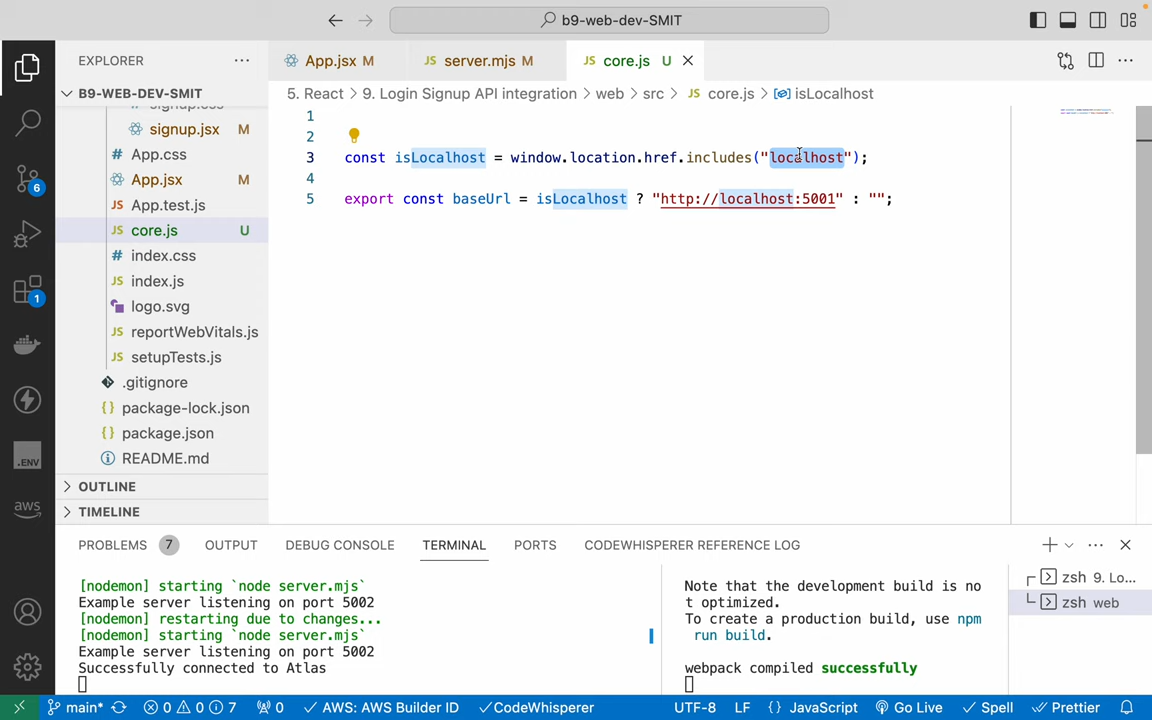 b9-web-dev-SMIT
EXPLORER
App.jsx M
server.mjs M
core.js U
B9-WEB-DEV-SMIT
5. React > 9. Login Signup API integration > web > src > core.js > isLocalhost
signup.css
signup.jsx M
App.css
App.jsx M
App.test.js
core.js U
index.css
index.js
logo.svg
reportWebVitals.js
setupTests.js
.gitignore
package-lock.json
package.json
README.md
OUTLINE
TIMELINE
1
2
3 const isLocalhost = window.location.href.includes("localhost");
4
5 export const baseUrl = isLocalhost ? "http://localhost:5001" : "";
6
1
.ENV
aws
PROBLEMS 7 OUTPUT DEBUG CONSOLE TERMINAL PORTS CODEWHISPERER REFERENCE LOG
[nodemon] starting `node server.mjs`
Example server listening on port 5002
[nodemon] restarting due to changes...
[nodemon] starting `node server.mjs`
Example server listening on port 5002
Successfully connected to Atlas
Note that the development build is no
t optimized.
To create a production build, use npm
run build.
webpack compiled successfully
zsh 9. Lo...
zsh web
main* 0 0 7 0 AWS: AWS Builder ID CodeWhisperer UTF-8 LF {} JavaScript Go Live Spell Prettier